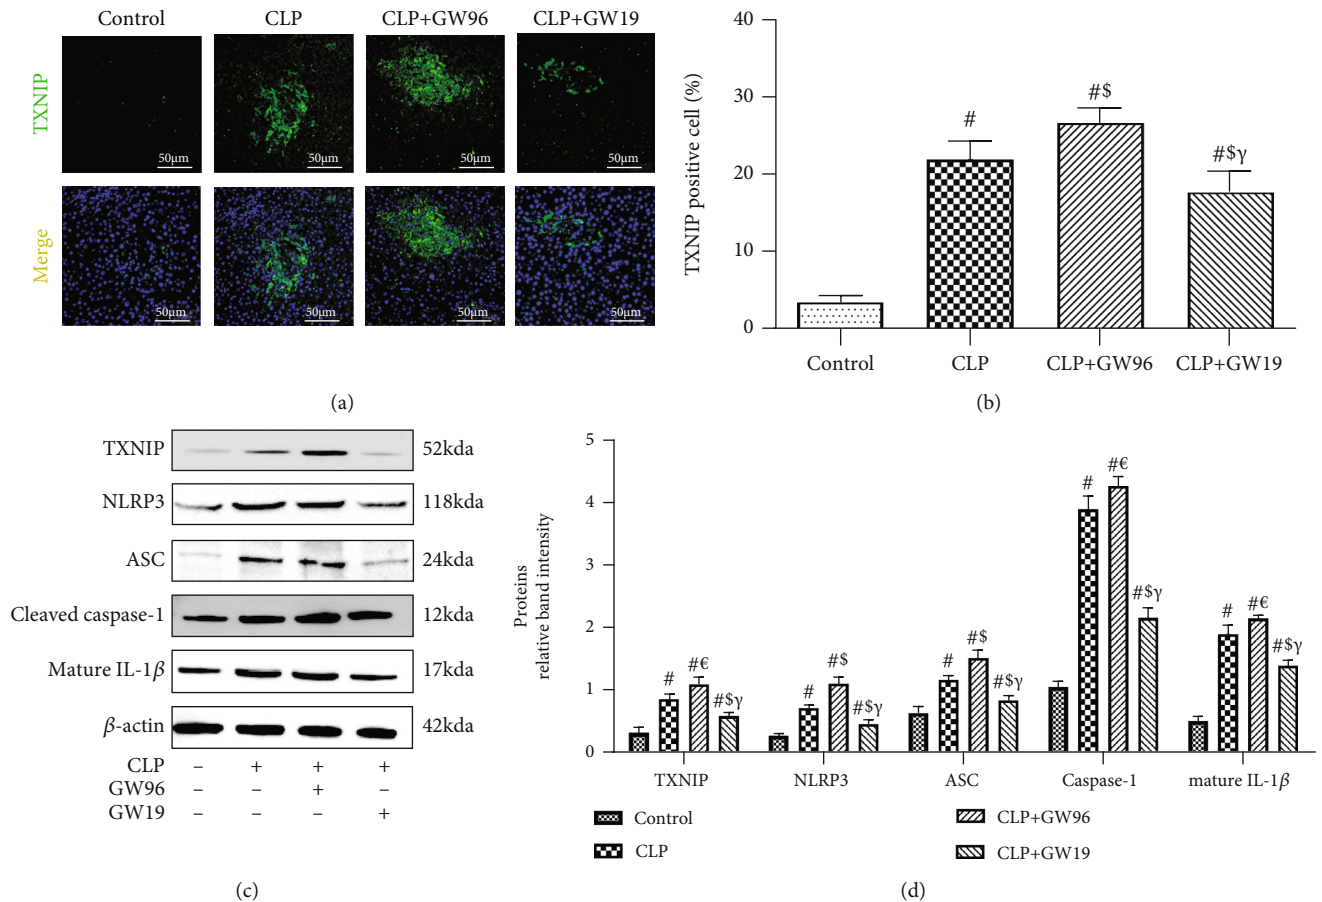 Control CLP CLP+GW96 CLP+GW19
TXNIP
50μm 50μm 50μm 50μm
Merge
50μm 50μm 50μm 50μm
(a)
TXNIP positive cell (%)
40
30
20
10
0
#
#$
#$γ
Control CLP CLP+GW96 CLP+GW19
(b)
TXNIP 52kda
NLRP3 118kda
ASC 24kda
Cleaved caspase-1 12kda
Mature IL-1β 17kda
β-actin 42kda
CLP – + + +
GW96 – – + –
GW19 – – – +
(c)
Proteins
relative band intensity
5
4
3
2
1
0
# #€ #$γ
# #$ #$γ
# #$ #$γ
# #€ #$γ
# #€ #$γ
TXNIP NLRP3 ASC Caspase-1 mature IL-1β
Control CLP+GW96
CLP CLP+GW19
(d)